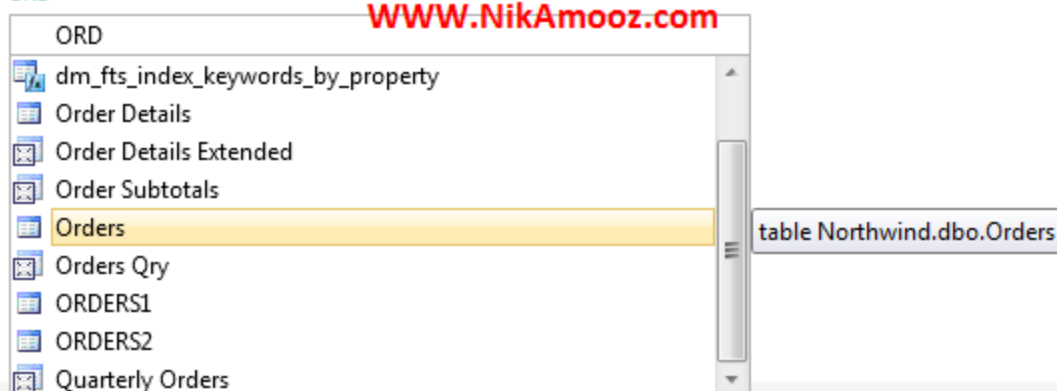 WWW.NikAmooz.com
ORD
dm_fts_index_keywords_by_property
Order Details
Order Details Extended
Order Subtotals
Orders
table Northwind.dbo.Orders
Orders Qry
ORDERS1
ORDERS2
Quarterly Orders